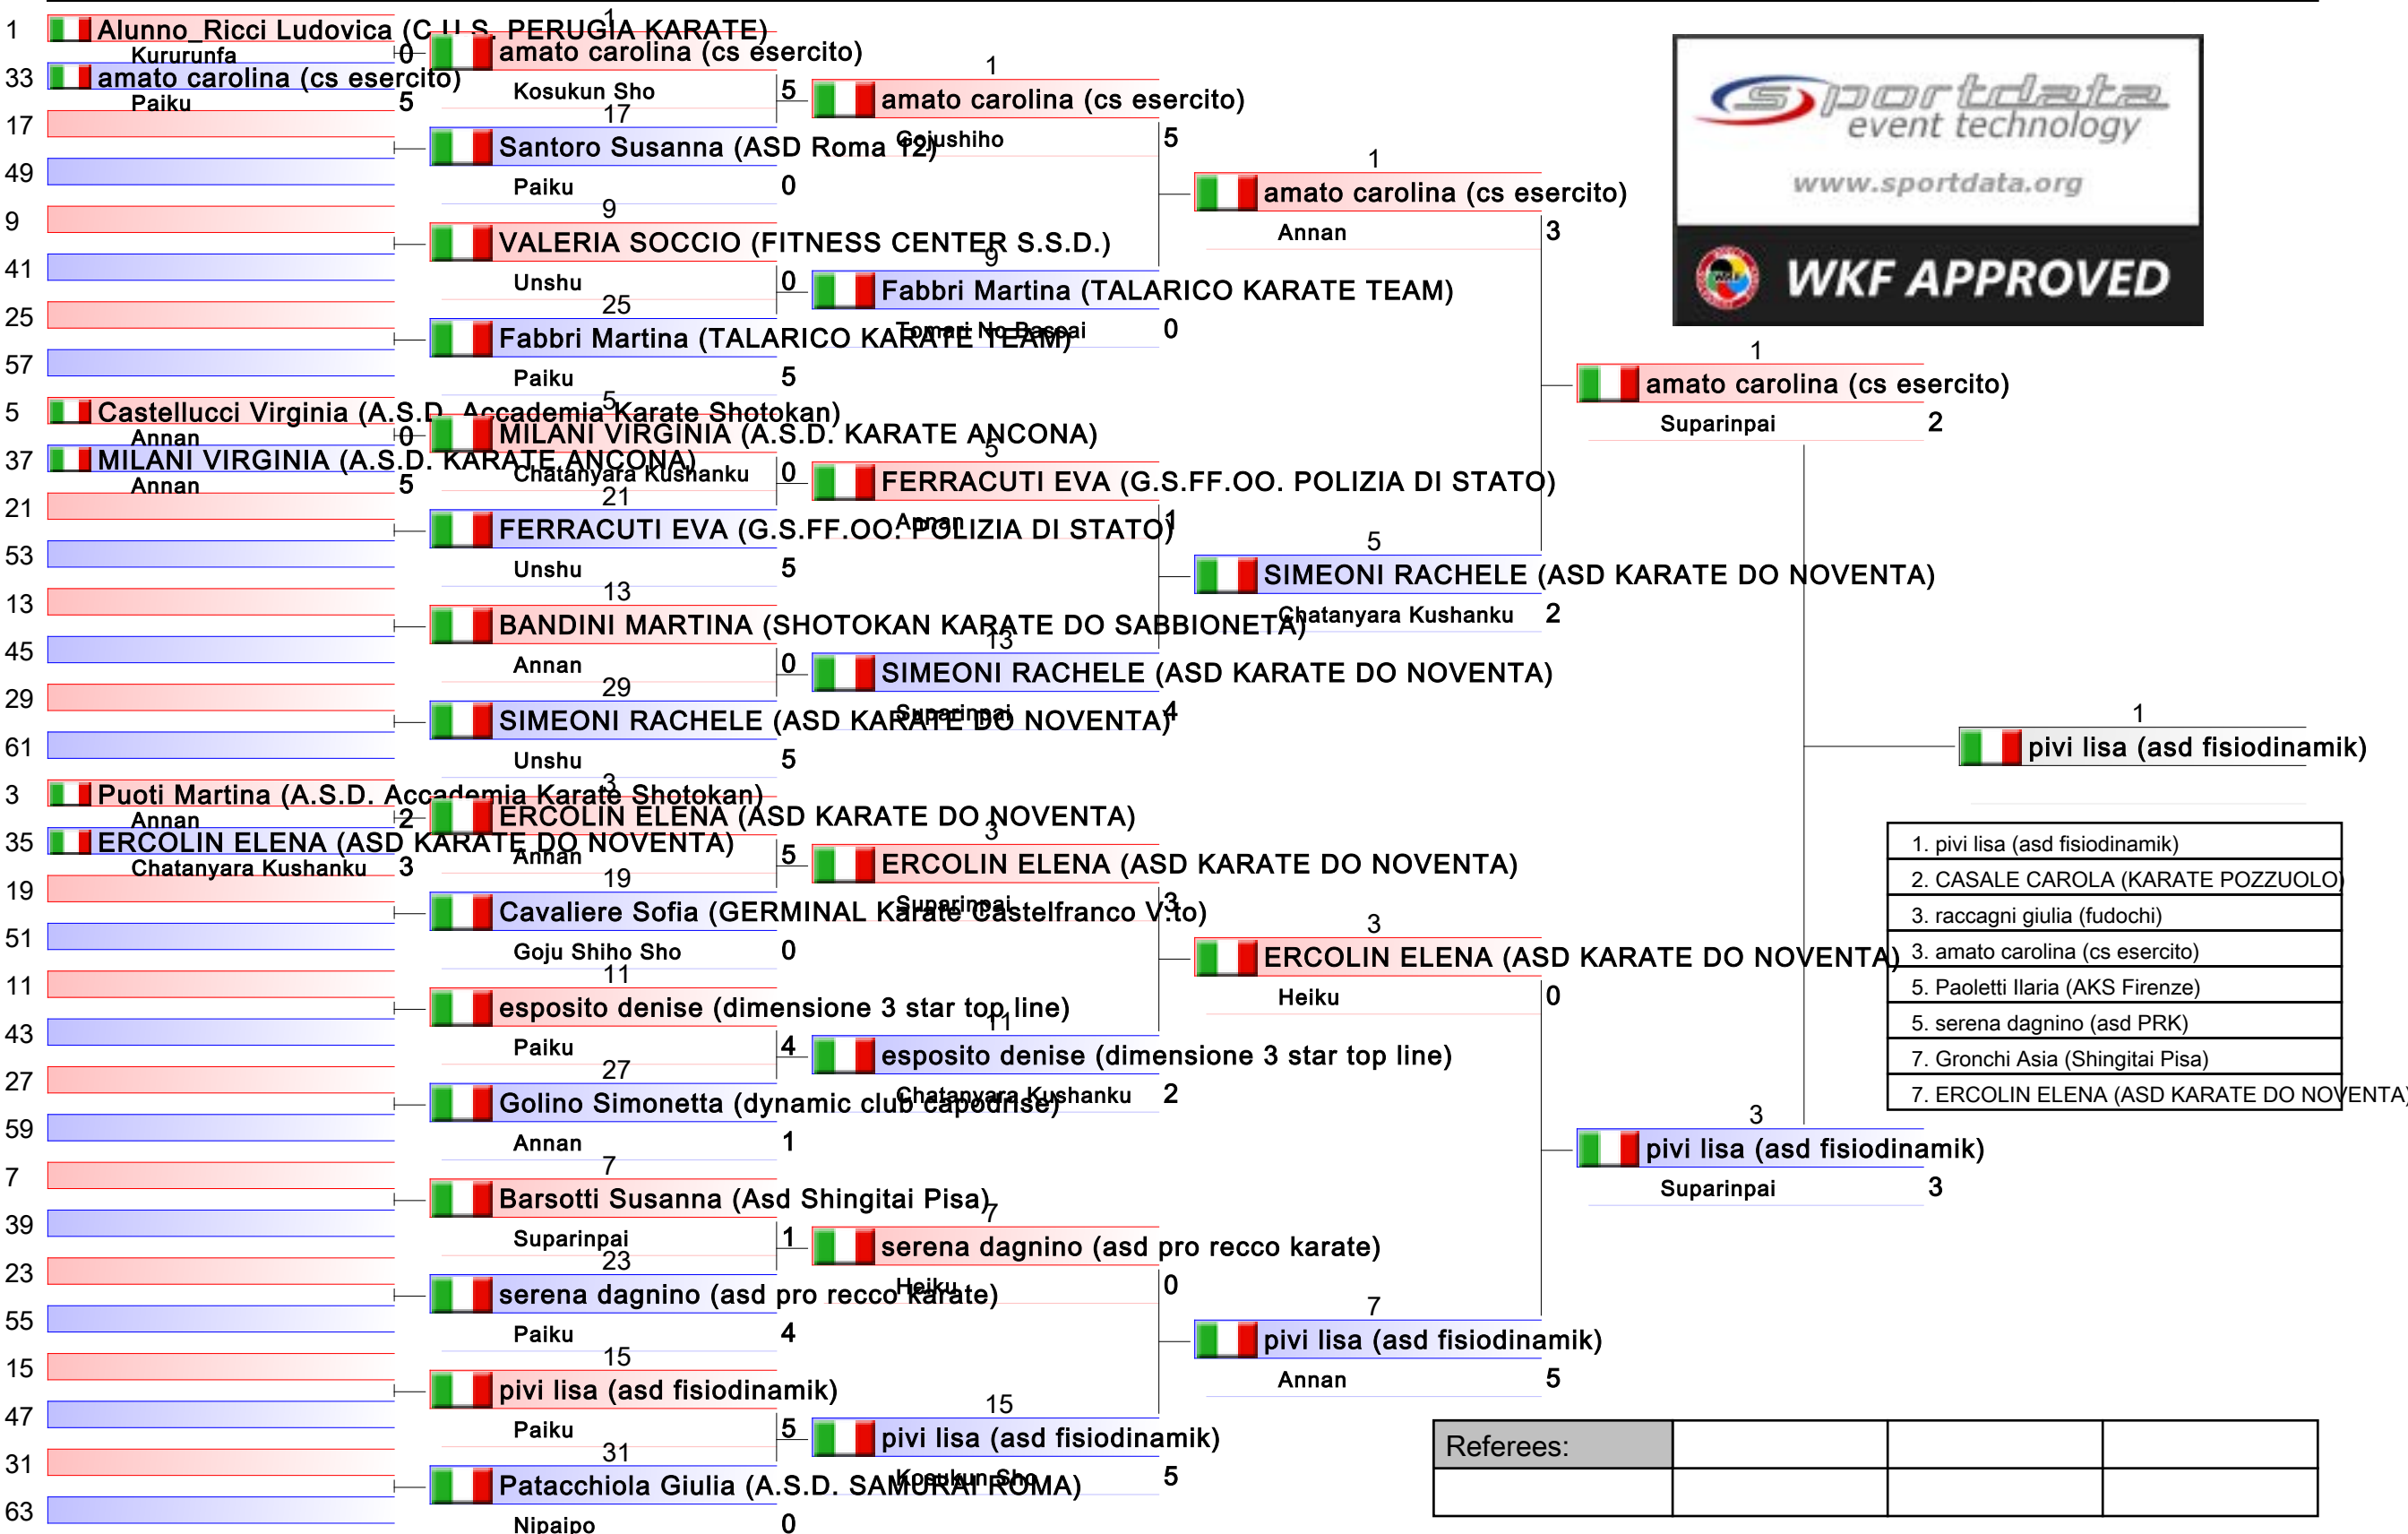 1 Alunno_Ricci Ludovica (C.U.S. PERUGIA KARATE)
Kururunfa 0
33 amato carolina (cs esercito)
Paiku 5
17
49
9
41
25
57
5 Castellucci Virginia (A.S.D. Accademia Karate Shotokan)
Annan 0
37 MILANI VIRGINIA (A.S.D. KARATE ANCONA)
Annan 5
21
53
13
45
29
61
3 Puoti Martina (A.S.D. Accademia Karate Shotokan)
Annan 2
35 ERCOLIN ELENA (ASD KARATE DO NOVENTA)
Chatanyara Kushanku 3
19
51
11
43
27
59
7
39
23
55
15
47
31
63
1
amato carolina (cs esercito)
Kosukun Sho 5
17
Santoro Susanna (ASD Roma 12)
Paiku 0
9
VALERIA SOCCIO (FITNESS CENTER S.S.D.)
Unshu 0
25
Fabbri Martina (TALARICO KARATE TEAM)
Paiku 5
5
MILANI VIRGINIA (A.S.D. KARATE ANCONA)
Chatanyara Kushanku 0
21
FERRACUTI EVA (G.S.FF.OO. POLIZIA DI STATO)
Unshu 5
13
BANDINI MARTINA (SHOTOKAN KARATE DO SABBIONETA)
Annan 0
29
SIMEONI RACHELE (ASD KARATE DO NOVENTA)
Unshu 5
3
ERCOLIN ELENA (ASD KARATE DO NOVENTA)
Annan 5
19
Cavaliere Sofia (GERMINAL Karate Castelfranco V.to)
Goju Shiho Sho 0
11
esposito denise (dimensione 3 star top line)
Paiku 4
27
Golino Simonetta (dynamic club capodrise)
Annan 1
7
Barsotti Susanna (Asd Shingitai Pisa)
Suparinpai 1
23
serena dagnino (asd pro recco karate)
Paiku 4
15
pivi lisa (asd fisiodinamik)
Paiku 5
31
Patacchiola Giulia (A.S.D. SAMURAI ROMA)
Nipaipo 0
1
amato carolina (cs esercito)
Gojushiho 5
9
Fabbri Martina (TALARICO KARATE TEAM)
Tomari No Bassai 0
5
FERRACUTI EVA (G.S.FF.OO. POLIZIA DI STATO)
Annan 1
13
SIMEONI RACHELE (ASD KARATE DO NOVENTA)
Suparinpai 4
3
ERCOLIN ELENA (ASD KARATE DO NOVENTA)
Suparinpai 3
11
esposito denise (dimensione 3 star top line)
Chatanyara Kushanku 2
7
serena dagnino (asd pro recco karate)
Heiku 0
15
pivi lisa (asd fisiodinamik)
Kosukun Sho 5
1
amato carolina (cs esercito)
Annan 3
5
SIMEONI RACHELE (ASD KARATE DO NOVENTA)
Chatanyara Kushanku 2
3
ERCOLIN ELENA (ASD KARATE DO NOVENTA)
Heiku 0
7
pivi lisa (asd fisiodinamik)
Annan 5
1
amato carolina (cs esercito)
Suparinpai 2
3
pivi lisa (asd fisiodinamik)
Suparinpai 3
1
pivi lisa (asd fisiodinamik)
sportdata
event technology
www.sportdata.org
WKF APPROVED
1. pivi lisa (asd fisiodinamik)
2. CASALE CAROLA (KARATE POZZUOLO)
3. raccagni giulia (fudochi)
3. amato carolina (cs esercito)
5. Paoletti Ilaria (AKS Firenze)
5. serena dagnino (asd PRK)
7. Gronchi Asia (Shingitai Pisa)
7. ERCOLIN ELENA (ASD KARATE DO NOVENTA)
Referees: